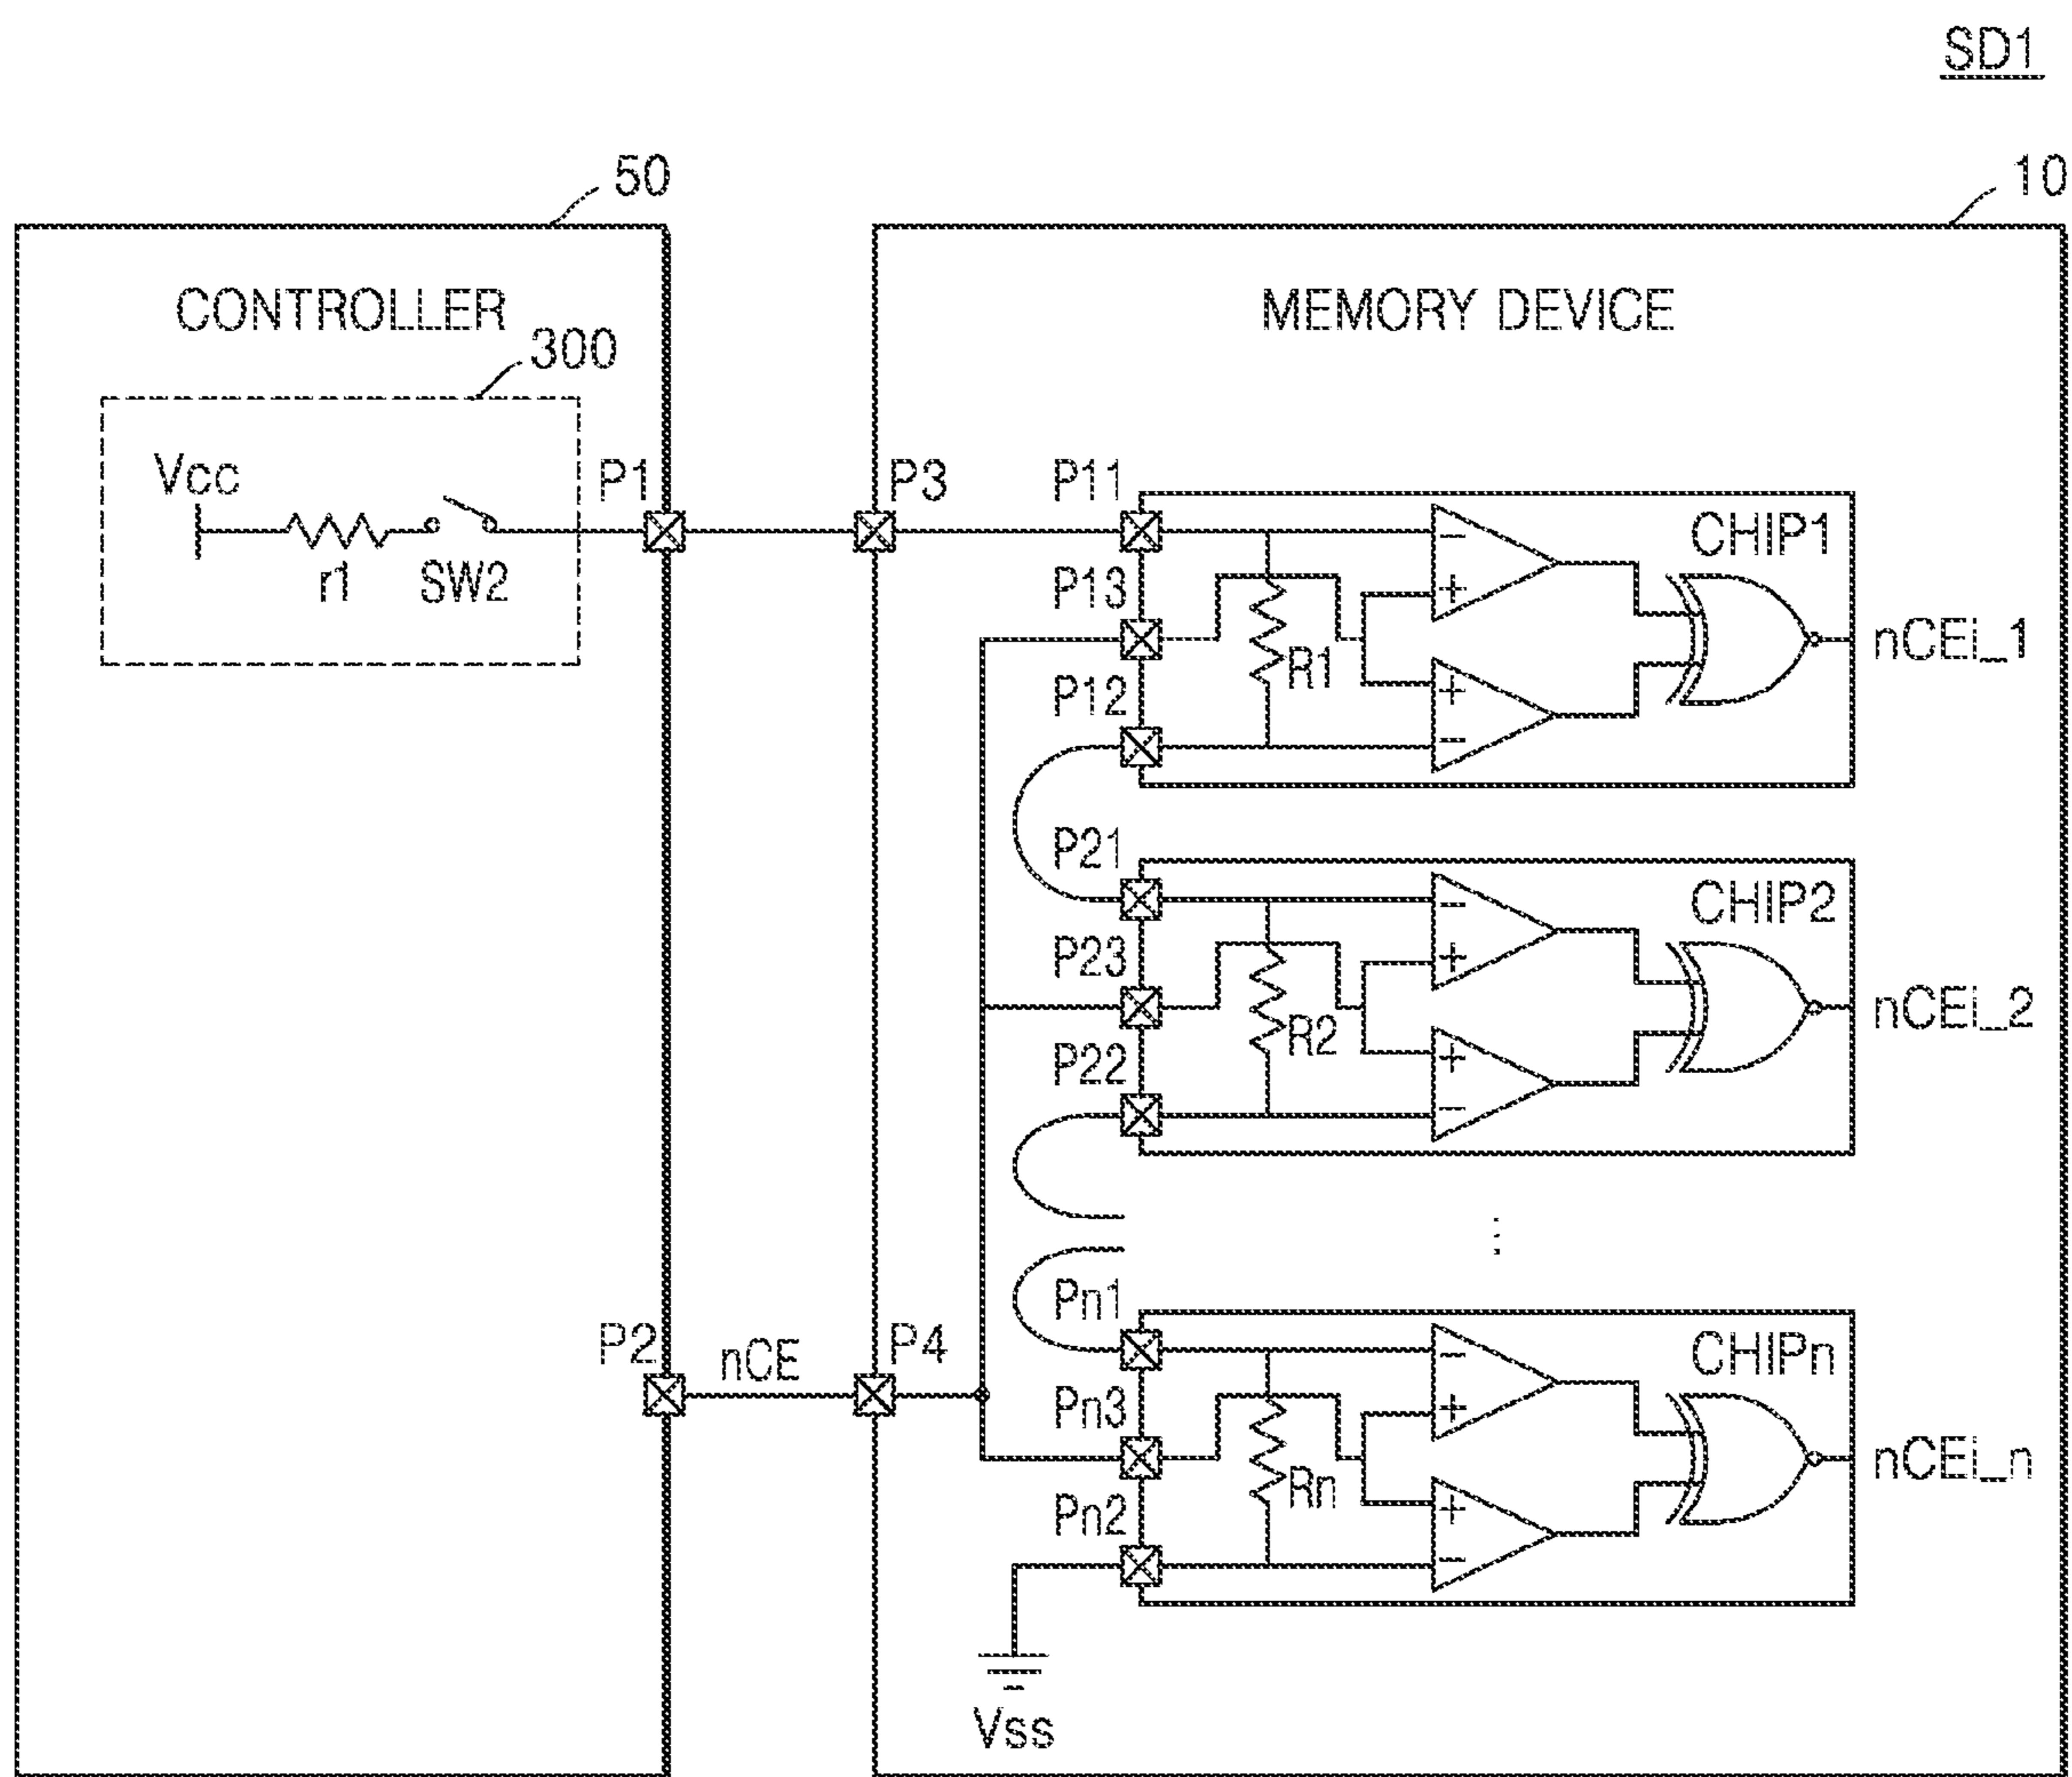 SD1
50
10
CONTROLLER
MEMORY DEVICE
300
Vcc
r1
SW2
P1
P3
P11
CHIP1
P13
R1
nCEi_1
P12
P21
CHIP2
P23
R2
nCEi_2
P22
⋮
Pn1
CHIPn
P2
nCE
P4
Pn3
Rn
nCEi_n
Pn2
Vss
- + + -
- + + -
- + + -